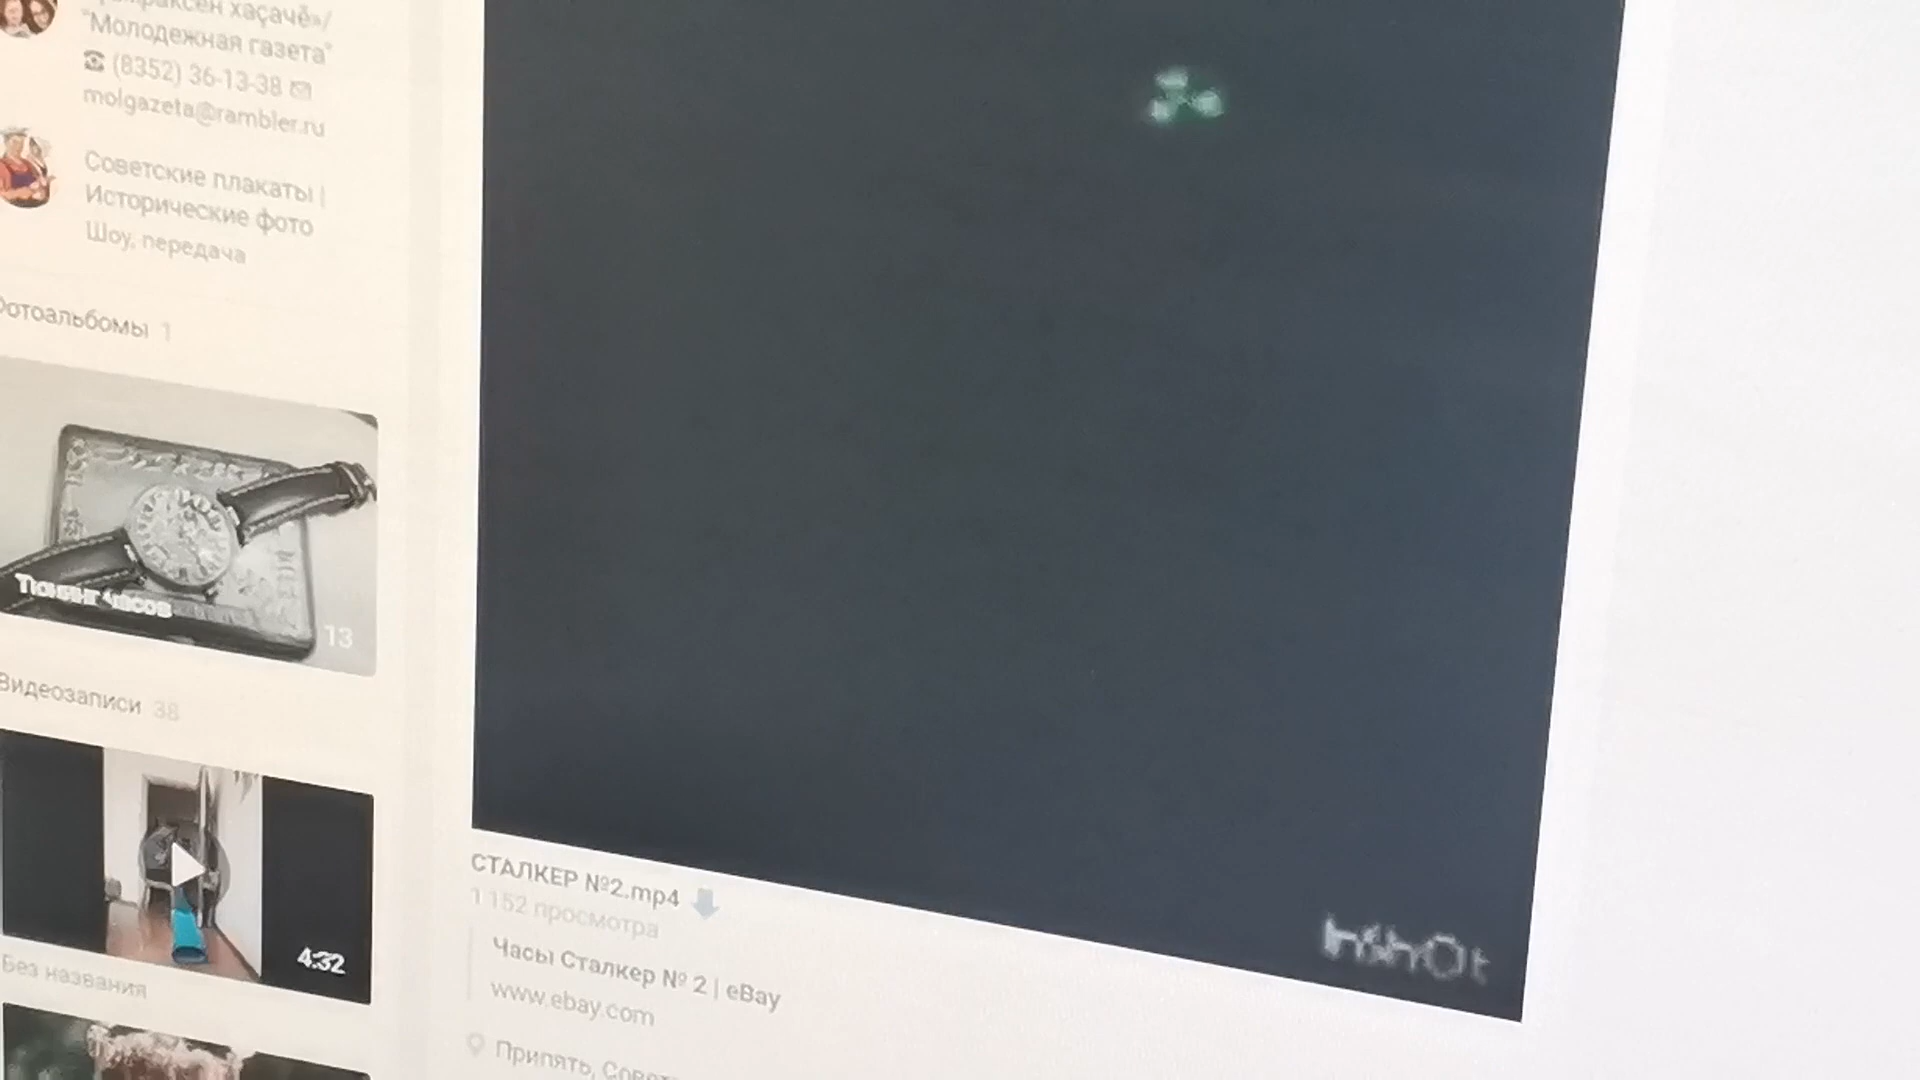 хаҫачӗ»/
"Молодежная газета"
☎ (8352) 36-13-38 ✉
molgazeta@rambler.ru
Советские плакаты |
Исторические фото
Шоу, передача
Фотоальбомы 1
часов
13
Видеозаписи 38
4:32
Без названия
InShOt
СТАЛКЕР №2.mp4
1 152 просмотра
Часы Сталкер № 2 | eBay
www.ebay.com
Припять,